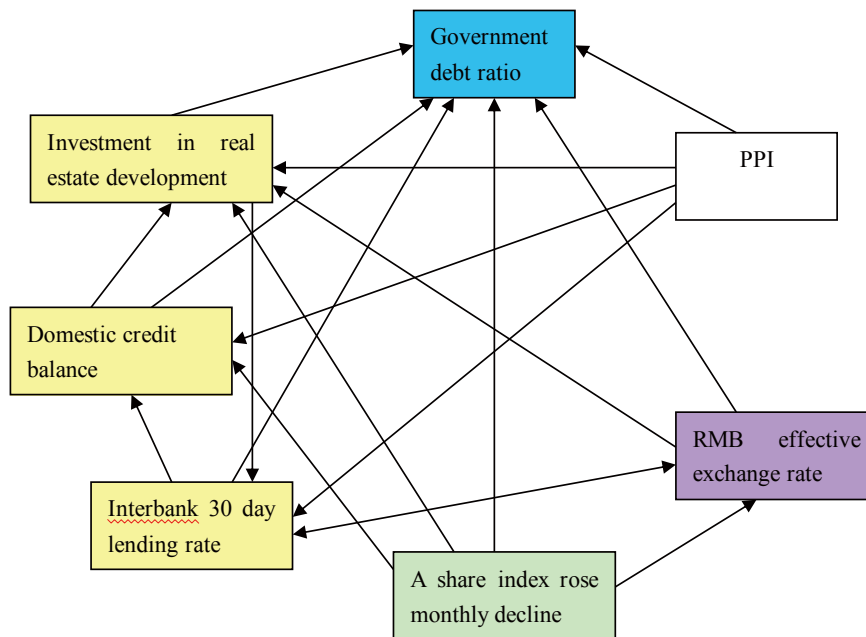 Government
debt ratio
Investment in real
estate development
PPI
Domestic credit
balance
RMB effective
exchange rate
Interbank 30 day
lending rate
A share index rose
monthly decline